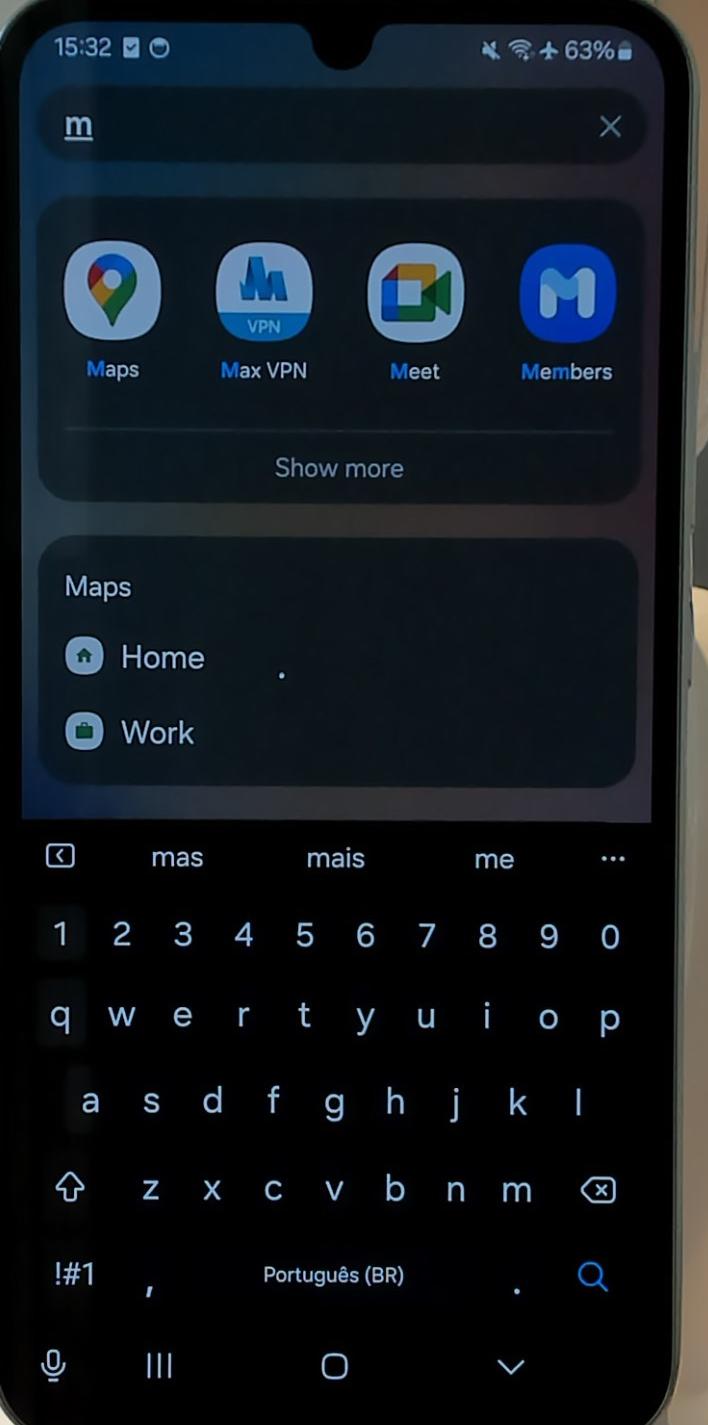 15:32 63%
m
VPN
Maps Max VPN Meet Members
Show more
Maps
Home
Work
mas mais me ...
1 2 3 4 5 6 7 8 9 0
q w e r t y u i o p
a s d f g h j k l
z x c v b n m
!#1 , Português (BR) .